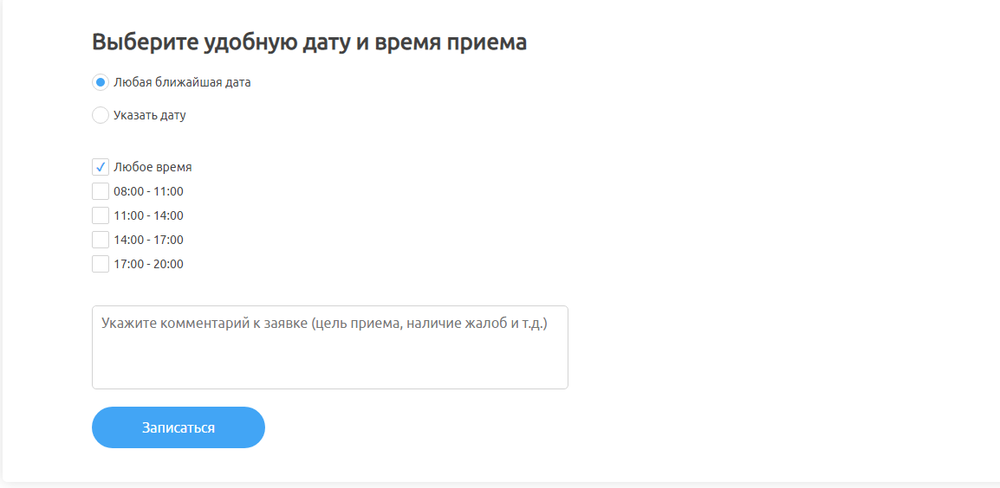 Выберите удобную дату и время приема
Любая ближайшая дата
Указать дату
Любое время
08:00 - 11:00
11:00 - 14:00
14:00 - 17:00
17:00 - 20:00
Укажите комментарий к заявке (цель приема, наличие жалоб и т.д.)
Записаться